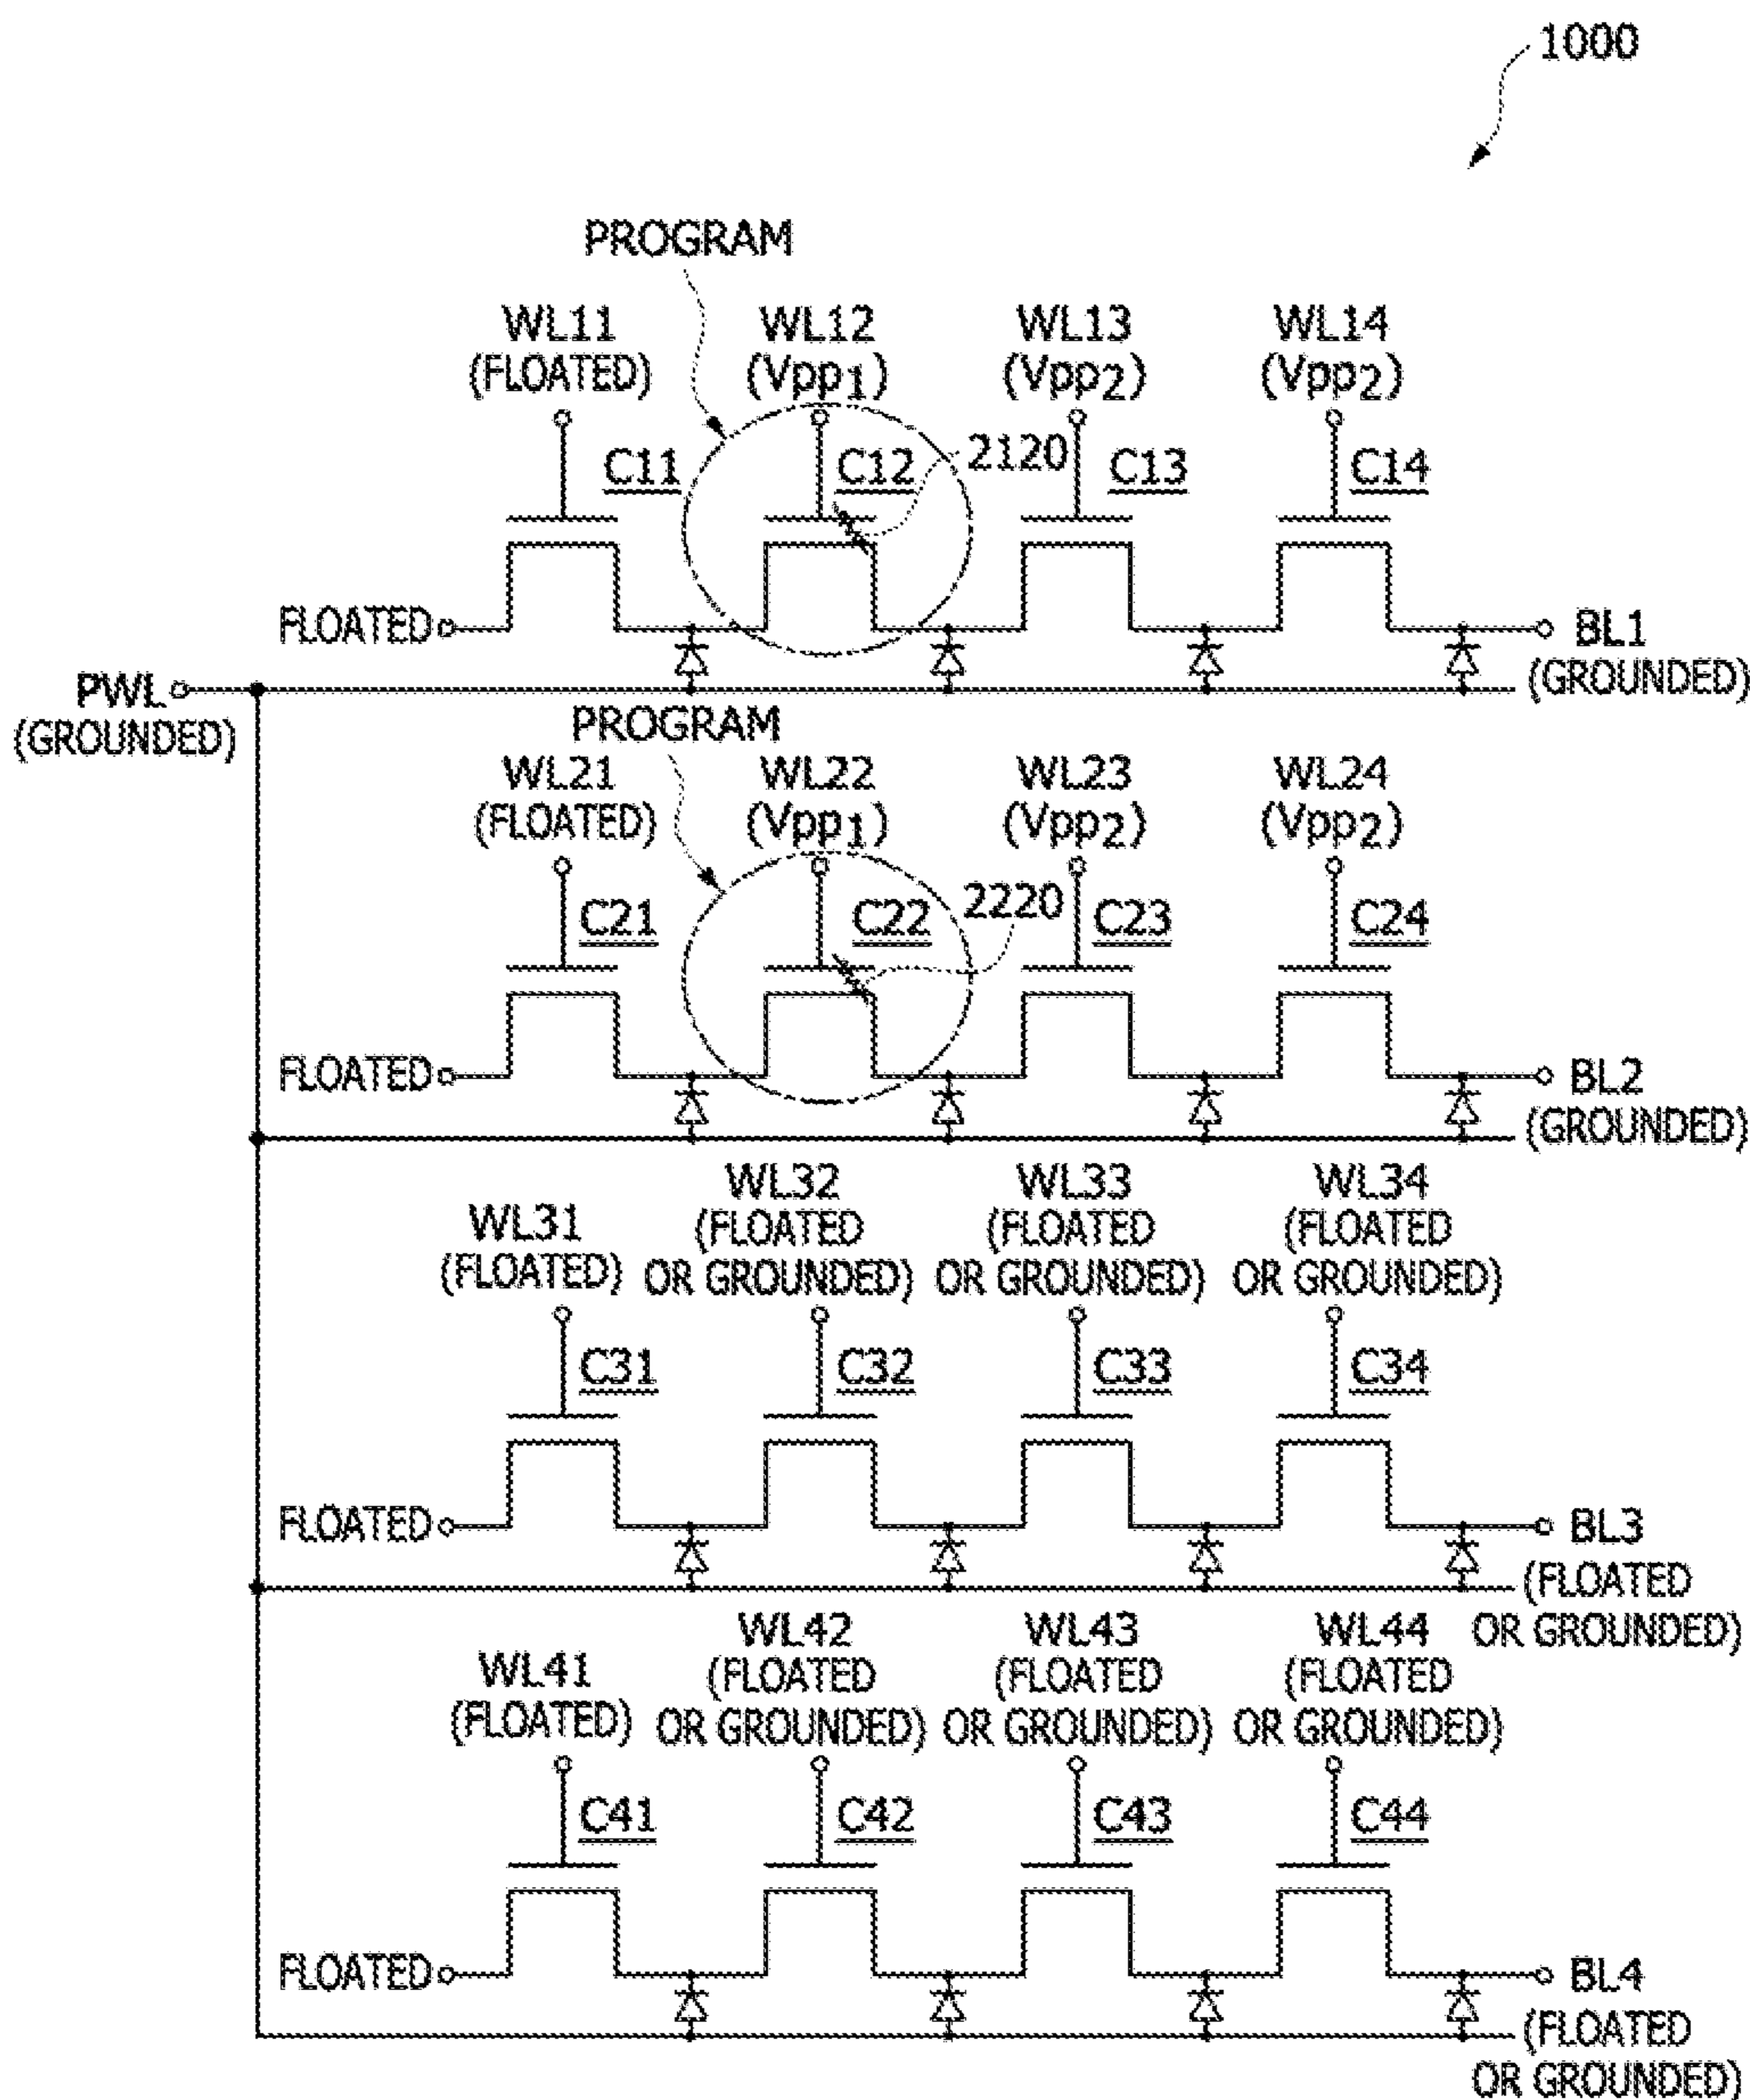 1000
PROGRAM
WL11 WL12 WL13 WL14
(FLOATED) (Vpp1) (Vpp2) (Vpp2)
C11 C12 2120 C13 C14
FLOATED BL1
PWL (GROUNDED)
(GROUNDED) PROGRAM
WL21 WL22 WL23 WL24
(FLOATED) (Vpp1) (Vpp2) (Vpp2)
C21 C22 2220 C23 C24
FLOATED BL2
(GROUNDED)
WL31 WL32 WL33 WL34
(FLOATED) (FLOATED (FLOATED (FLOATED
OR GROUNDED) OR GROUNDED) OR GROUNDED)
C31 C32 C33 C34
FLOATED BL3
(FLOATED
OR GROUNDED)
WL41 WL42 WL43 WL44
(FLOATED) (FLOATED (FLOATED (FLOATED
OR GROUNDED) OR GROUNDED) OR GROUNDED)
C41 C42 C43 C44
FLOATED BL4
(FLOATED
OR GROUNDED)